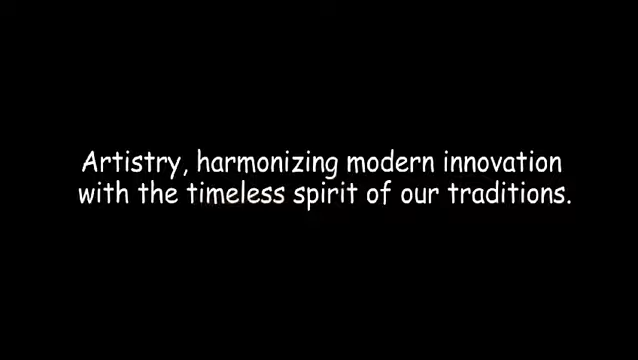 Artistry, harmonizing modern innovation
with the timeless spirit of our traditions.